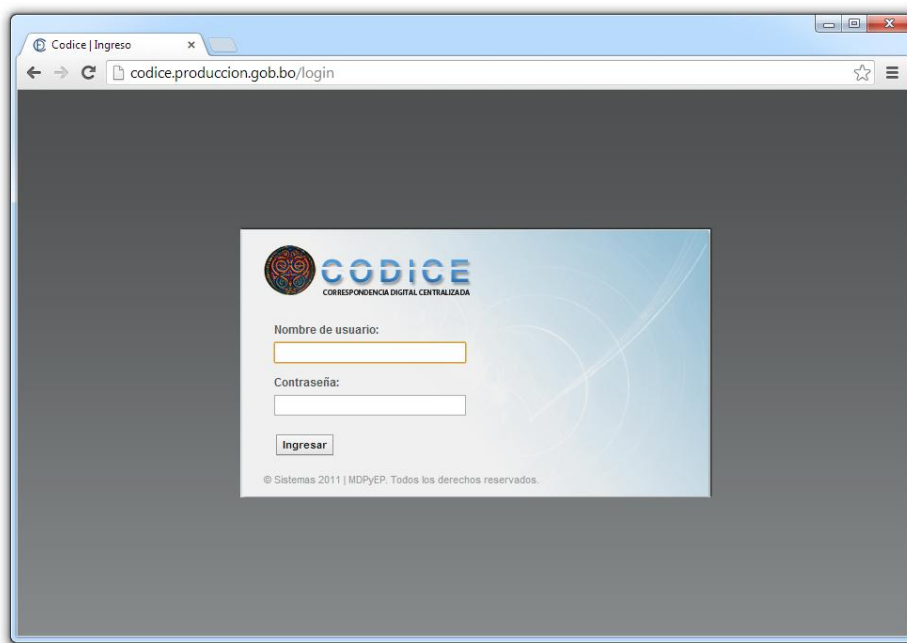 Codice | Ingreso
codice.produccion.gob.bo/login
CODICE
CORRESPONDENCIA DIGITAL CENTRALIZADA
Nombre de usuario:
Contraseña:
Ingresar
© Sistemas 2011 | MDPyEP. Todos los derechos reservados.